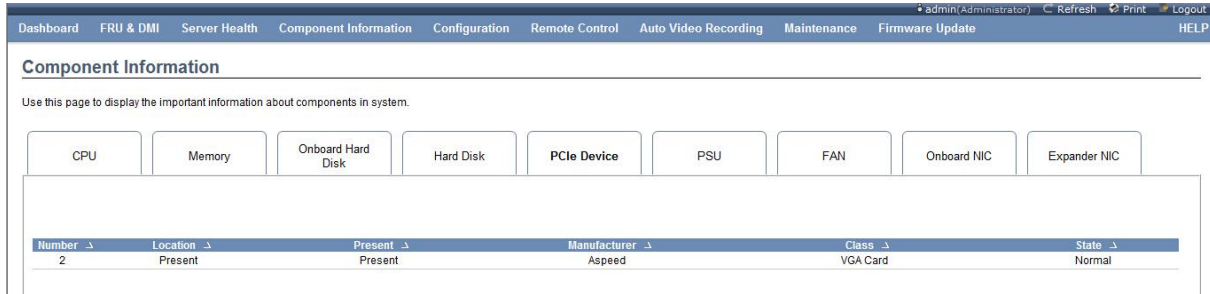 admin(Administrator) Refresh Print Logout
Dashboard FRU & DMI Server Health Component Information Configuration Remote Control Auto Video Recording Maintenance Firmware Update HELP
Component Information
Use this page to display the important information about components in system.
CPU Memory Onboard Hard Disk Hard Disk PCIe Device PSU FAN Onboard NIC Expander NIC
Number Location Present Manufacturer Class State
2 Present Present Aspeed VGA Card Normal